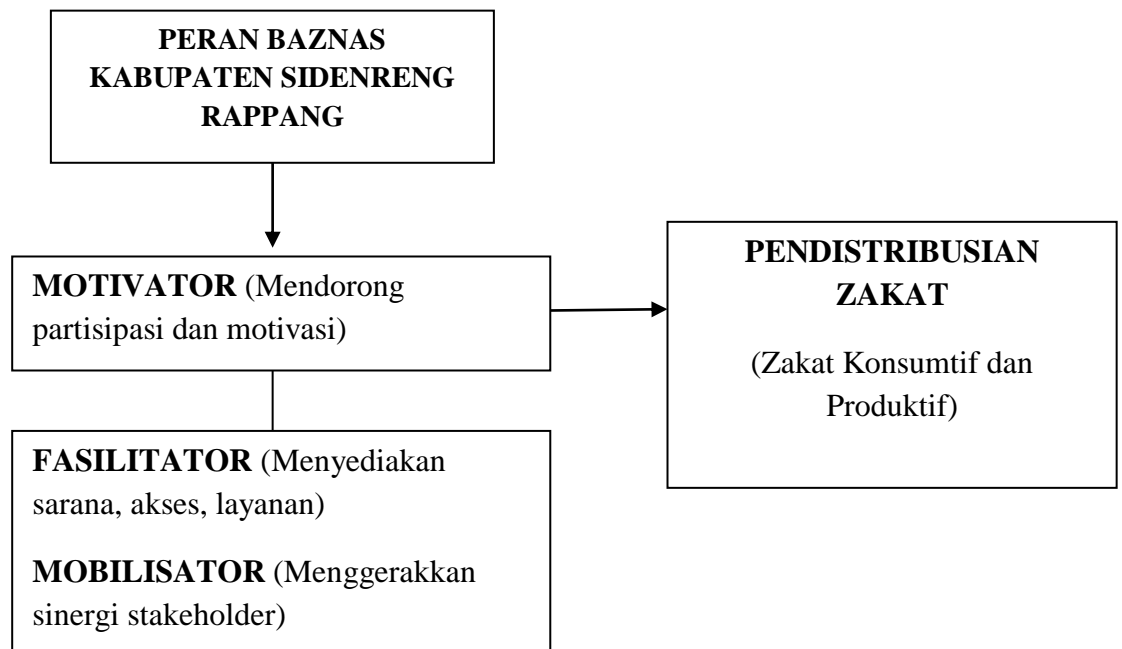 PERAN BAZNAS
KABUPATEN SIDENRENG
RAPPANG
MOTIVATOR (Mendorong
partisipasi dan motivasi)
PENDISTRIBUSIAN
ZAKAT
(Zakat Konsumtif dan
Produktif)
FASILITATOR (Menyediakan
sarana, akses, layanan)
MOBILISATOR (Menggerakkan
sinergi stakeholder)